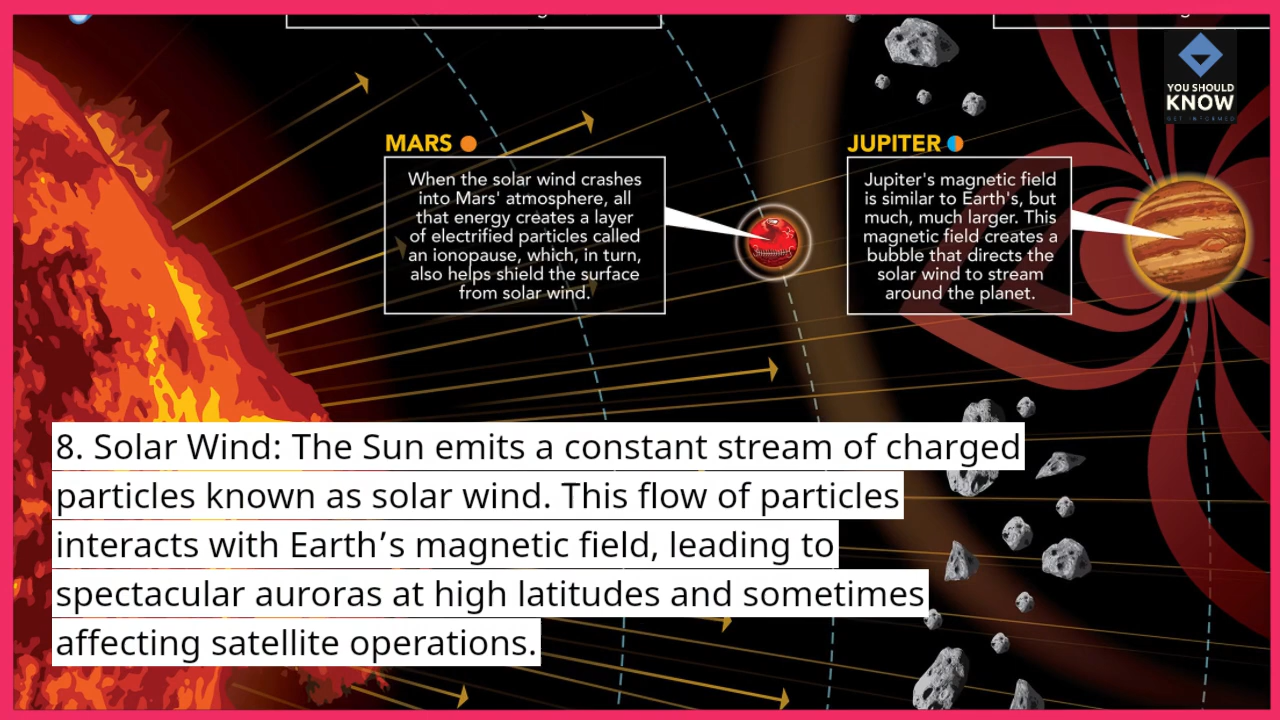 YOU SHOULD
KNOW
GET INFORMED
MARS
When the solar wind crashes
into Mars' atmosphere, all
that energy creates a layer
of electrified particles called
an ionopause, which, in turn,
also helps shield the surface
from solar wind.
JUPITER
Jupiter's magnetic field
is similar to Earth's, but
much, much larger. This
magnetic field creates a
bubble that directs the
solar wind to stream
around the planet.
8. Solar Wind: The Sun emits a constant stream of charged
particles known as solar wind. This flow of particles
interacts with Earth’s magnetic field, leading to
spectacular auroras at high latitudes and sometimes
affecting satellite operations.